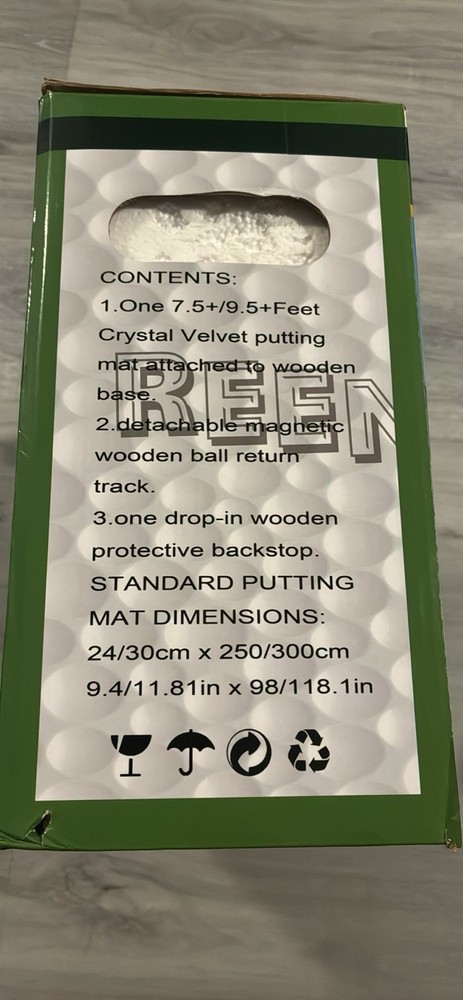 CONTENTS:
1.One 7.5+/9.5+Feet
Crystal Velvet putting
mat attached to wooden
base.
REEN
2.detachable magnetic
wooden ball return
track.
3.one drop-in wooden
protective backstop.
STANDARD PUTTING
MAT DIMENSIONS:
24/30cm x 250/300cm
9.4/11.81in x 98/118.1in